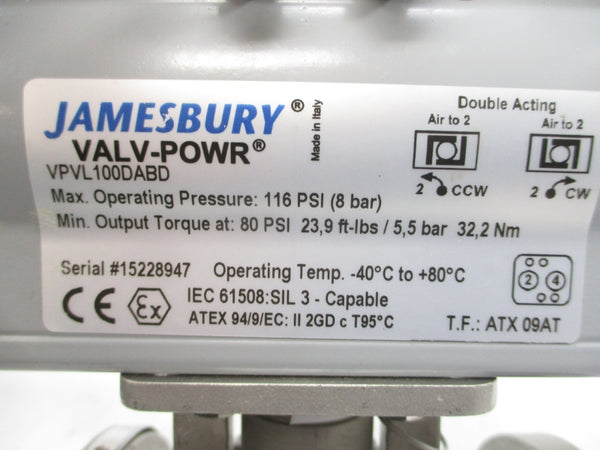 JAMESBURY®
VALV-POWR®
VPVL100DABD
Made in Italy
Double Acting
Air to 2 Air to 2
2 CCW 2 CW
Max. Operating Pressure: 116 PSI (8 bar)
Min. Output Torque at: 80 PSI 23,9 ft-lbs / 5,5 bar 32,2 Nm
Serial #15228947 Operating Temp. -40°C to +80°C
2 4
CE Ex IEC 61508:SIL 3 - Capable
ATEX 94/9/EC: II 2GD c T95°C T.F.: ATX 09AT